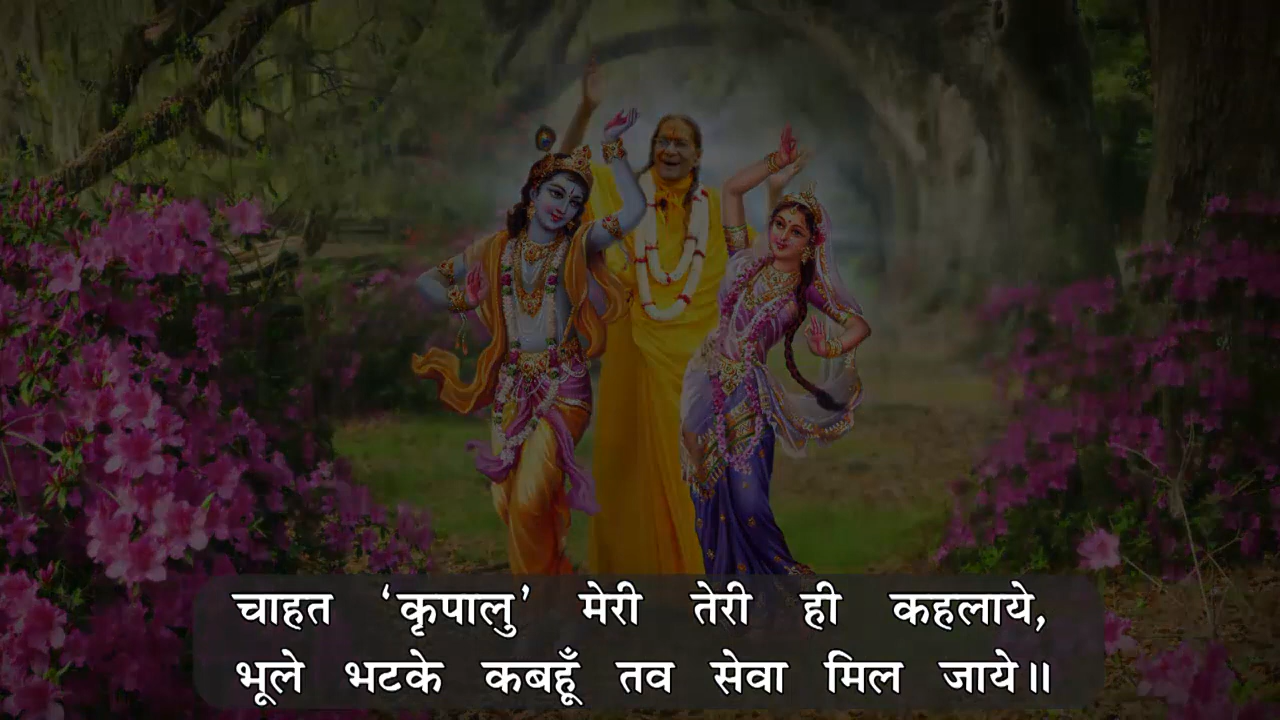 चाहत ‘कृपालु’ मेरी तेरी ही कहलाये,
भूले भटके कबहूँ तव सेवा मिल जाये॥